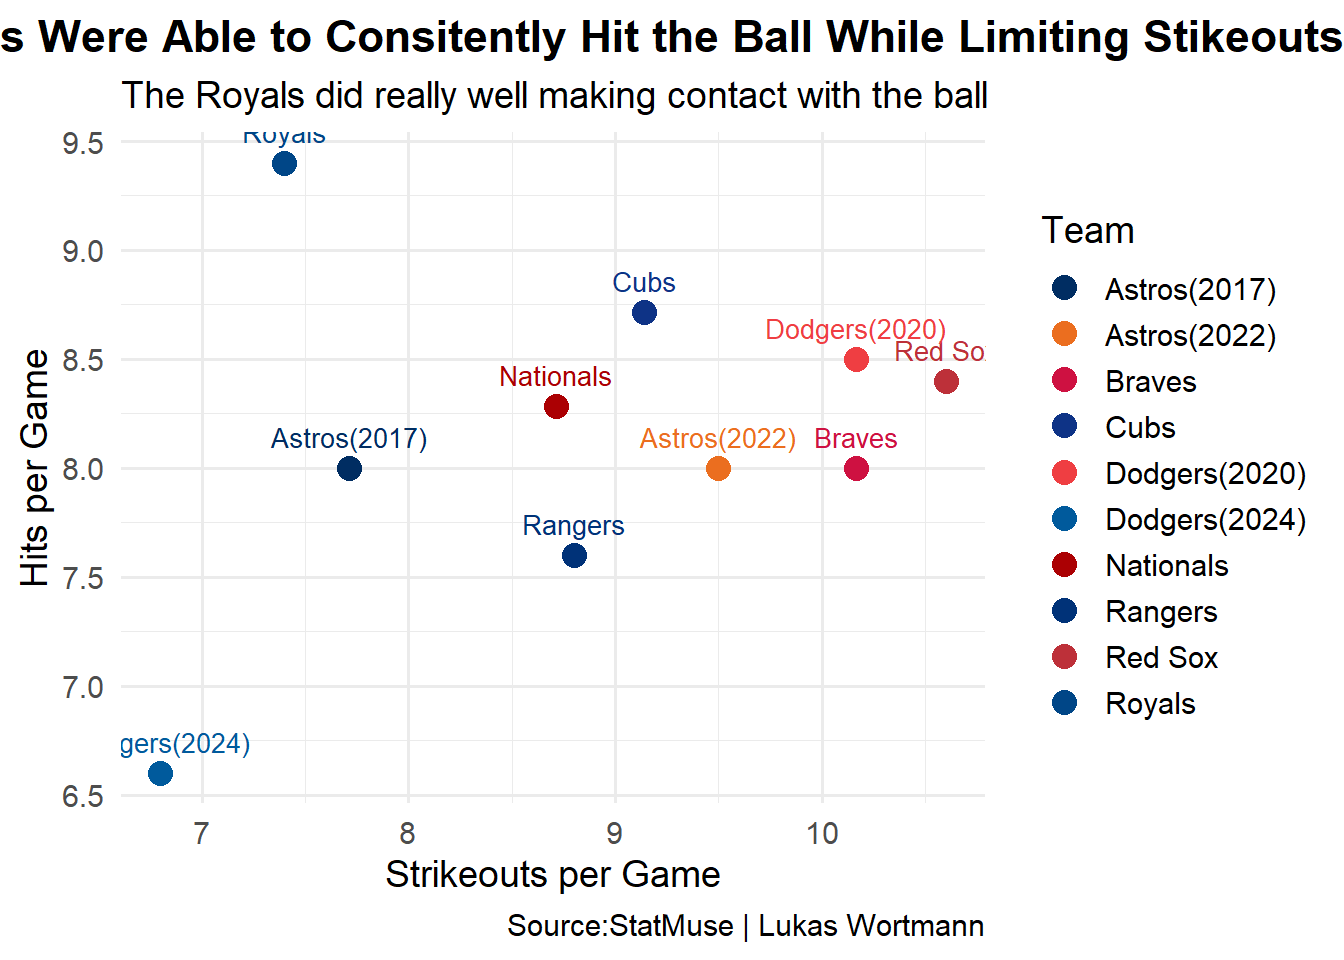 s Were Able to Consitently Hit the Ball While Limiting Stikeouts
The Royals did really well making contact with the ball
9.5
9.0
8.5
8.0
7.5
7.0
6.5
Hits per Game
Royals
Cubs
Dodgers(2020)
Red Sox
Nationals
Astros(2017)
Astros(2022)
Braves
Rangers
gers(2024)
7
8
9
10
Strikeouts per Game
Team
Astros(2017)
Astros(2022)
Braves
Cubs
Dodgers(2020)
Dodgers(2024)
Nationals
Rangers
Red Sox
Royals
Source:StatMuse | Lukas Wortmann